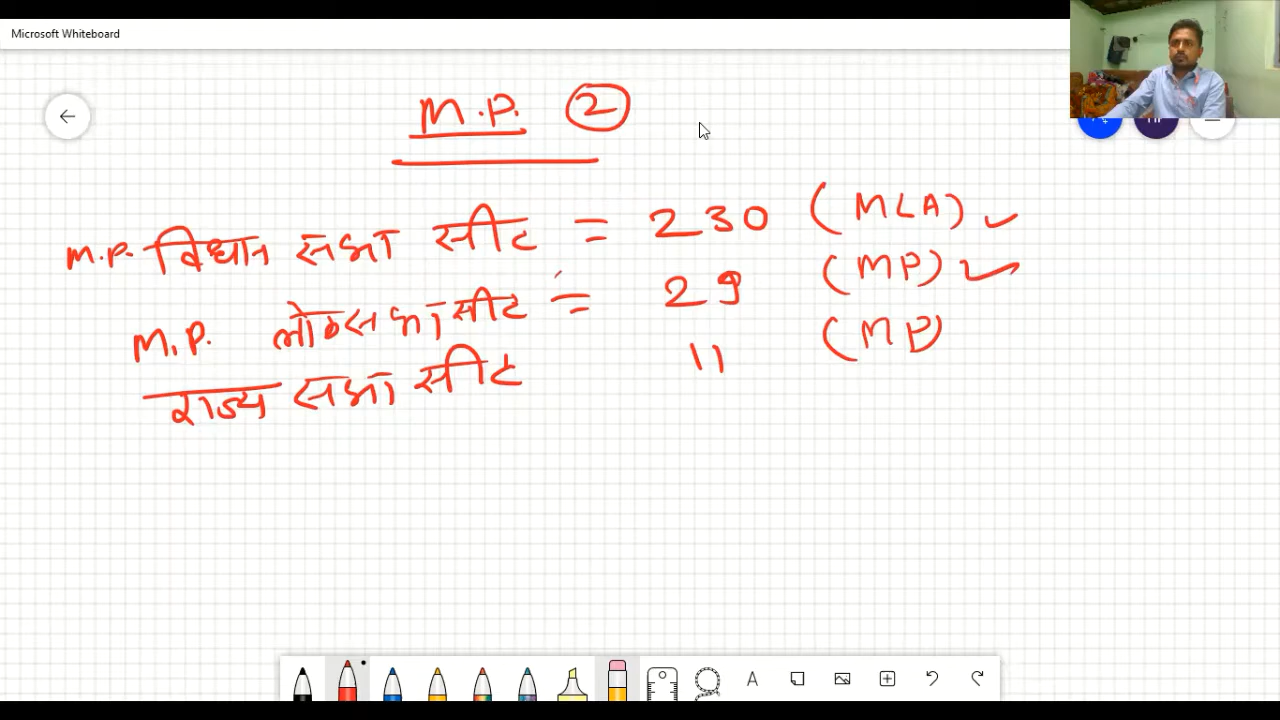 Microsoft Whiteboard
M.P. 2
M.P. विधान सभा सीट = 230 (MLA) ✓
M.P. लोकसभा सीट = 29 (MP) ✓
राज्य सभा सीट 11 (MP)